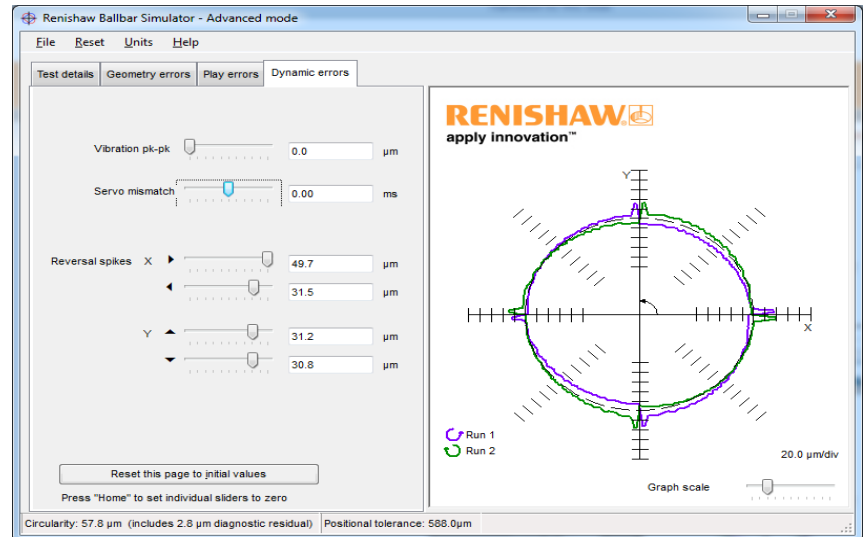 Renishaw Ballbar Simulator - Advanced mode
File Reset Units Help
Test details Geometry errors Play errors Dynamic errors
Vibration pk-pk 0.0 µm
Servo mismatch 0.00 ms
Reversal spikes X 49.7 µm
31.5 µm
Y 31.2 µm
30.8 µm
Reset this page to initial values
Press "Home" to set individual sliders to zero
RENISHAW
apply innovation™
Y
X
Run 1
Run 2
20.0 µm/div
Graph scale
Circularity: 57.8 µm (includes 2.8 µm diagnostic residual) Positional tolerance: 588.0µm